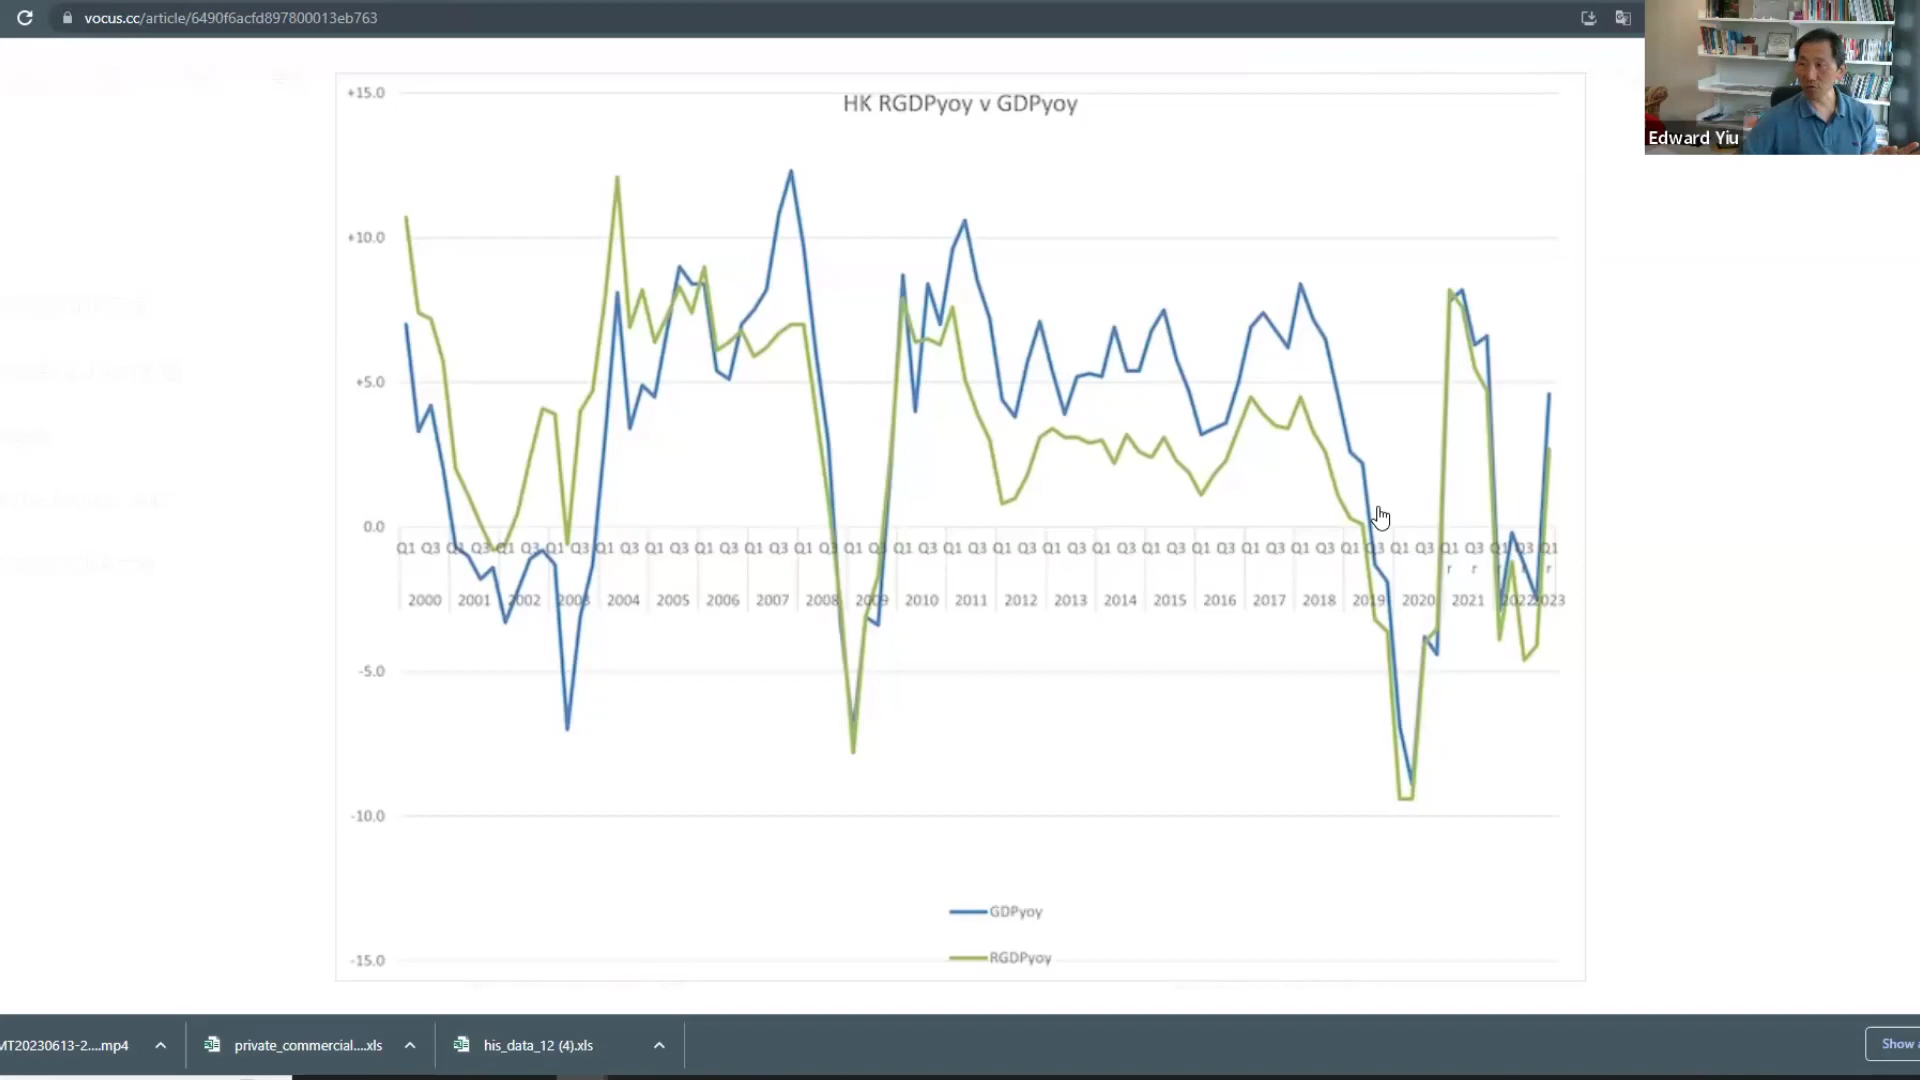 vocus.cc/article/6490f6acfd897800013eb763
Edward Yiu
HK RGDPyoy v GDPyoy
+15.0
+10.0
+5.0
0.0
-5.0
-10.0
-15.0
Q1 Q3 Q1 Q3 Q1 Q3 Q1 Q3 Q1 Q3 Q1 Q3 Q1 Q3 Q1 Q3 Q1 Q3 Q1 Q3 Q1 Q3 Q1 Q3 Q1 Q3 Q1 Q3 Q1 Q3 Q1 Q3 Q1 Q3 Q1 Q3 Q1 Q3 Q1 Q3 Q1 Q3 Q1 Q3 Q1 Q3 Q1
r r r r r
2000 2001 2002 2003 2004 2005 2006 2007 2008 2009 2010 2011 2012 2013 2014 2015 2016 2017 2018 2019 2020 2021 2022 2023
GDPyoy
RGDPyoy
MT20230613-2....mp4 private_commercial....xls his_data_12 (4).xls Show